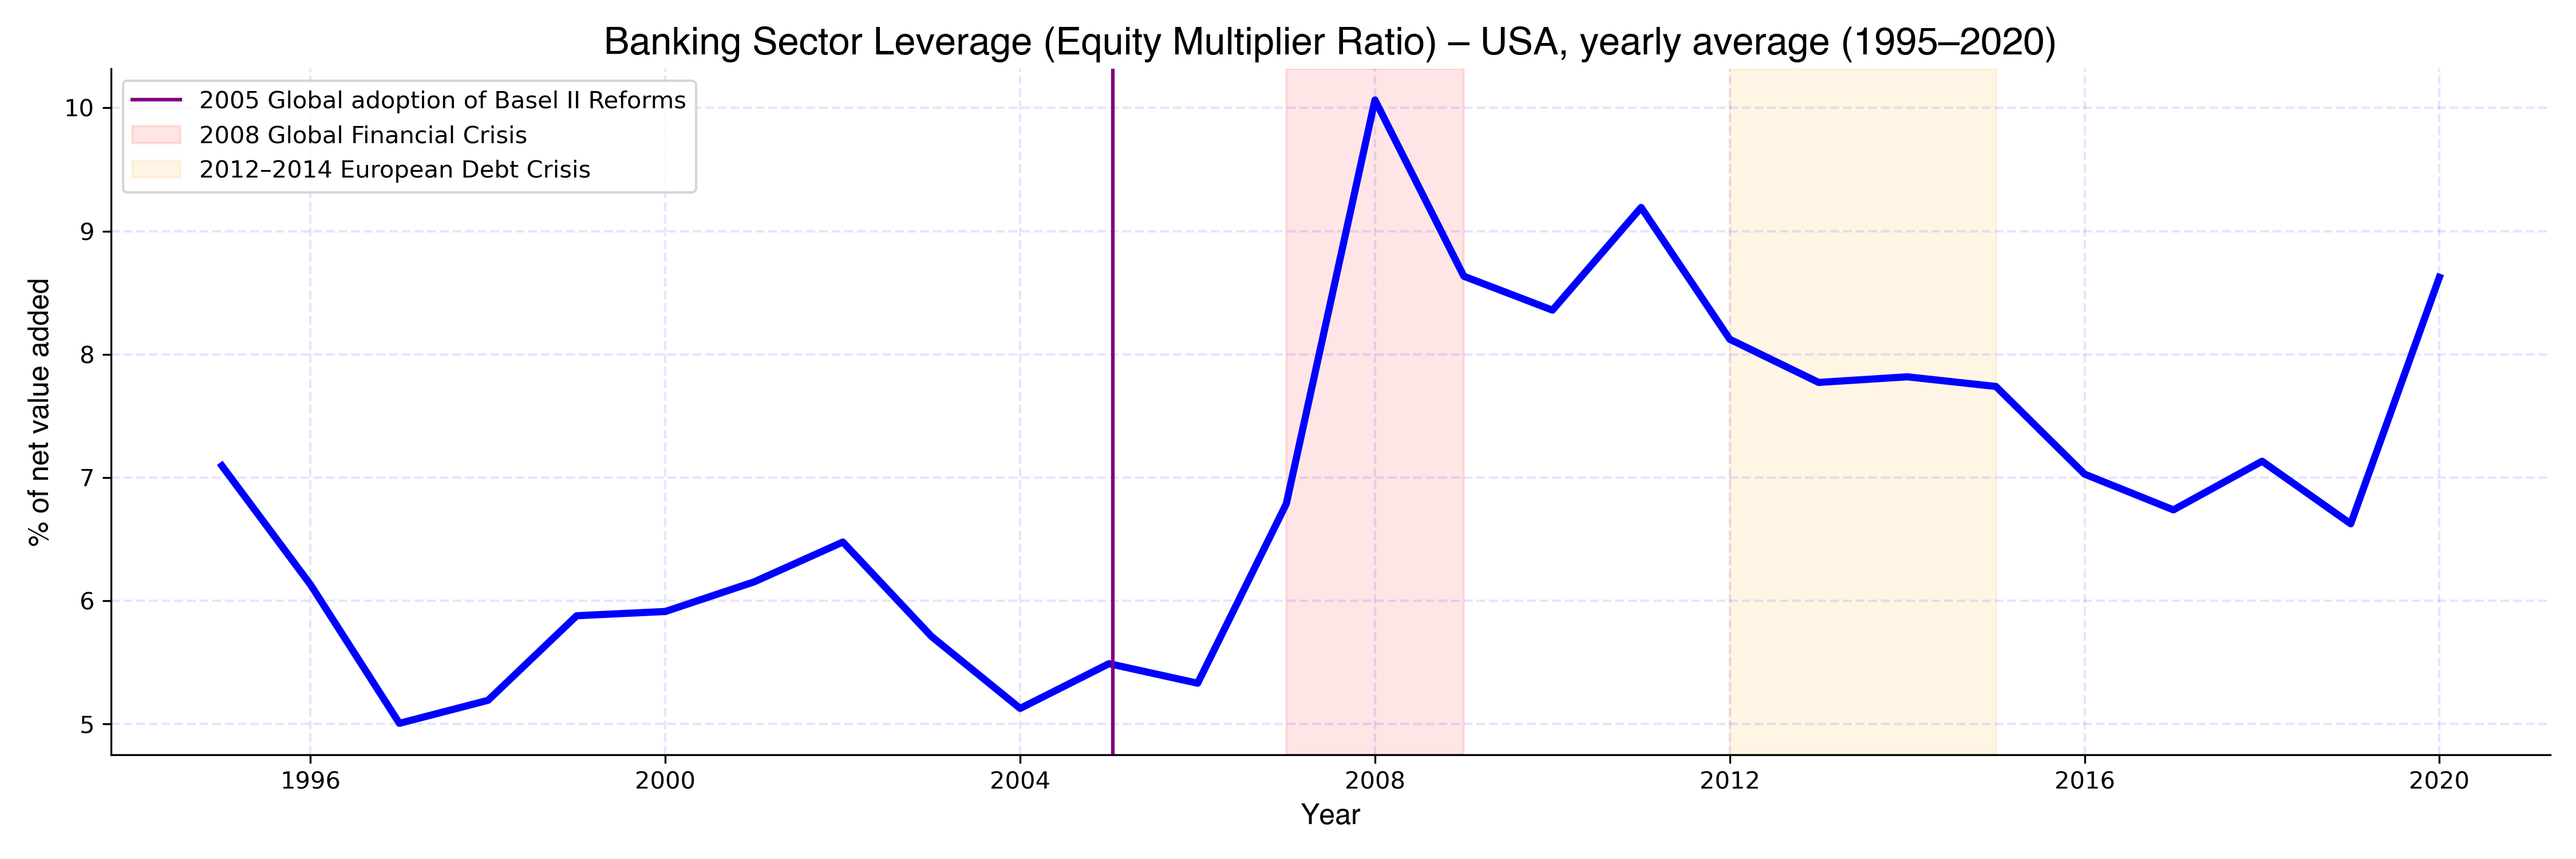 Banking Sector Leverage (Equity Multiplier Ratio) – USA, yearly average (1995–2020)
2005 Global adoption of Basel II Reforms
2008 Global Financial Crisis
2012–2014 European Debt Crisis
% of net value added
10
9
8
7
6
5
1996 2000 2004 2008 2012 2016 2020
Year